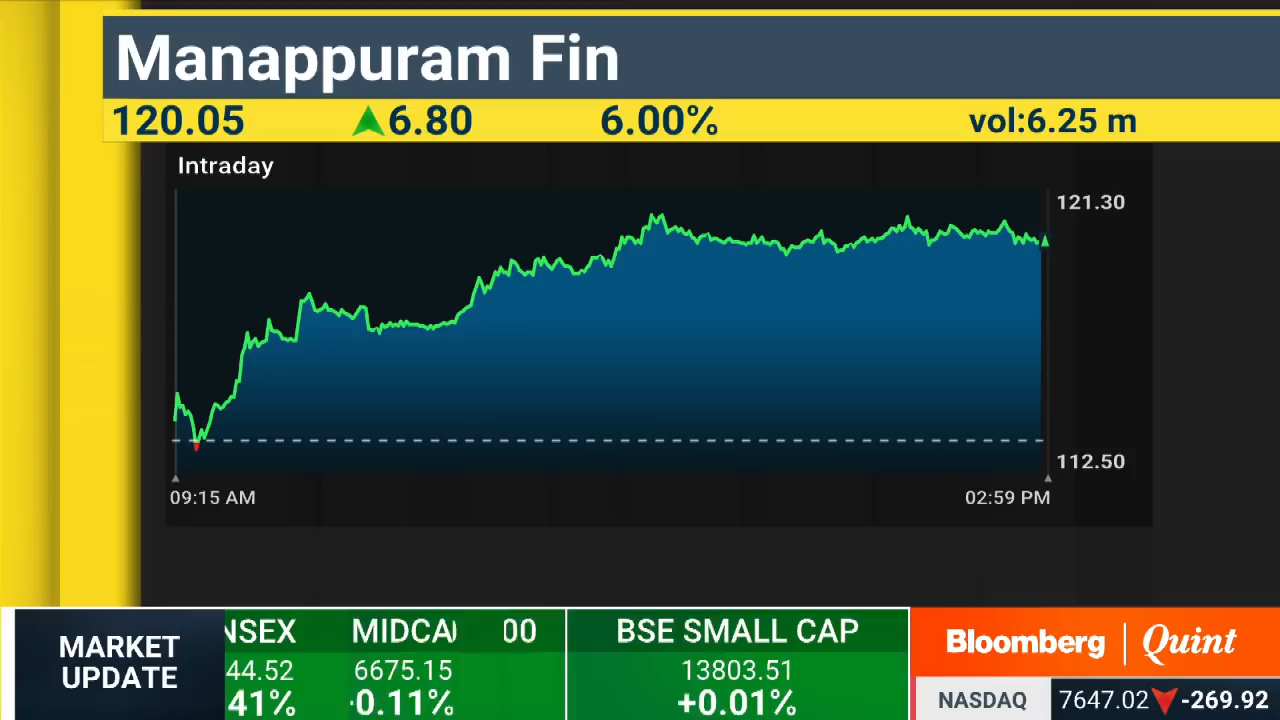 Manappuram Fin
120.05 6.80 6.00% vol:6.25 m
Intraday
121.30
112.50
09:15 AM 02:59 PM
MARKET
UPDATE
NSEX MIDCA 00
44.52 6675.15
41% 0.11%
BSE SMALL CAP
13803.51
+0.01%
Bloomberg | Quint
NASDAQ 7647.02 -269.92